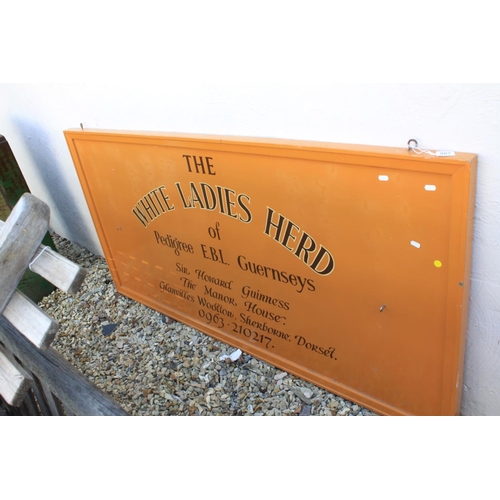 THE
WHITE LADIES HERD
of
Pedigree E.B.L. Guernseys
Sir Howard Guinness
The Manor House
Glanvilles Wootton, Sherborne, Dorset.
0963-210217.